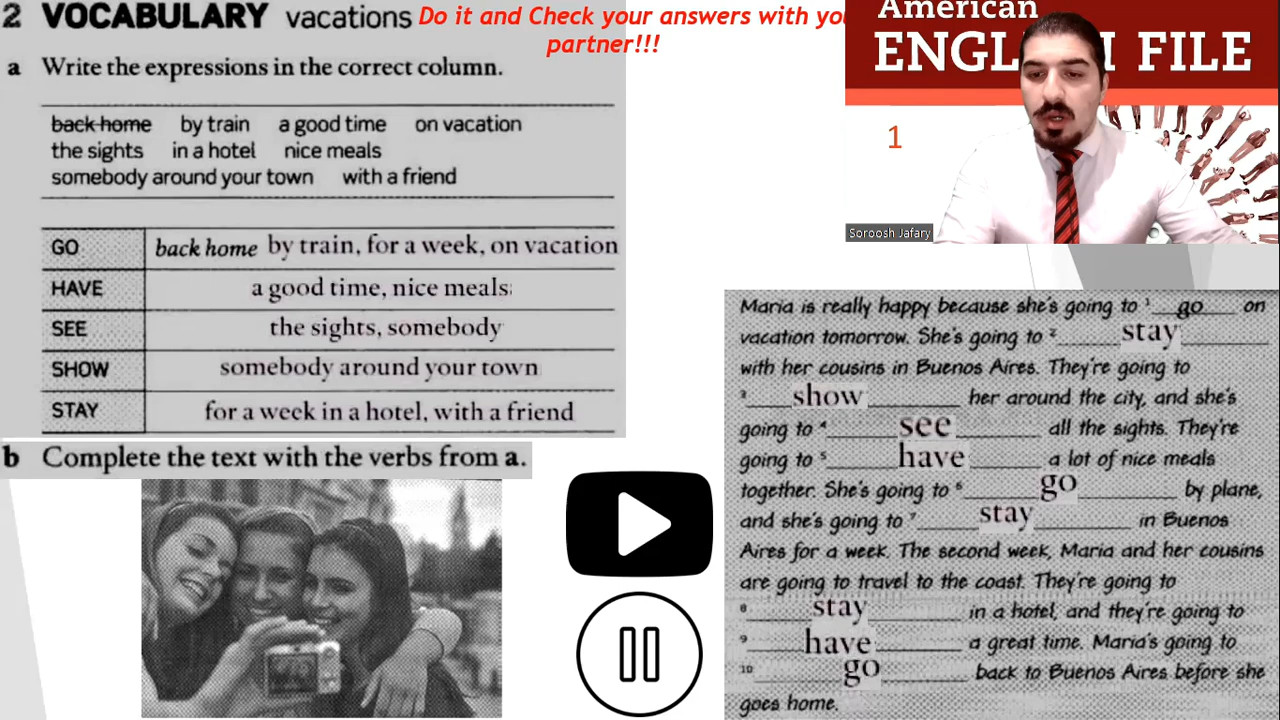 2 VOCABULARY vacations
Do it and Check your answers with you
partner!!!
a Write the expressions in the correct column.
back home by train a good time on vacation
the sights in a hotel nice meals
somebody around your town with a friend
GO back home by train, for a week, on vacation
HAVE a good time, nice meals
SEE the sights, somebody
SHOW somebody around your town
STAY for a week in a hotel, with a friend
b Complete the text with the verbs from a.
American
ENGL H FILE
1
Soroosh Jafary
Maria is really happy because she's going to 1 go on
vacation tomorrow. She's going to 2 stay
with her cousins in Buenos Aires. They're going to
3 show her around the city, and she's
going to 4 see all the sights. They're
going to 5 have a lot of nice meals
together. She's going to 6 go by plane,
and she's going to 7 stay in Buenos
Aires for a week. The second week, Maria and her cousins
are going to travel to the coast. They're going to
8 stay in a hotel, and they're going to
9 have a great time. Maria's going to
10 go back to Buenos Aires before she
goes home.